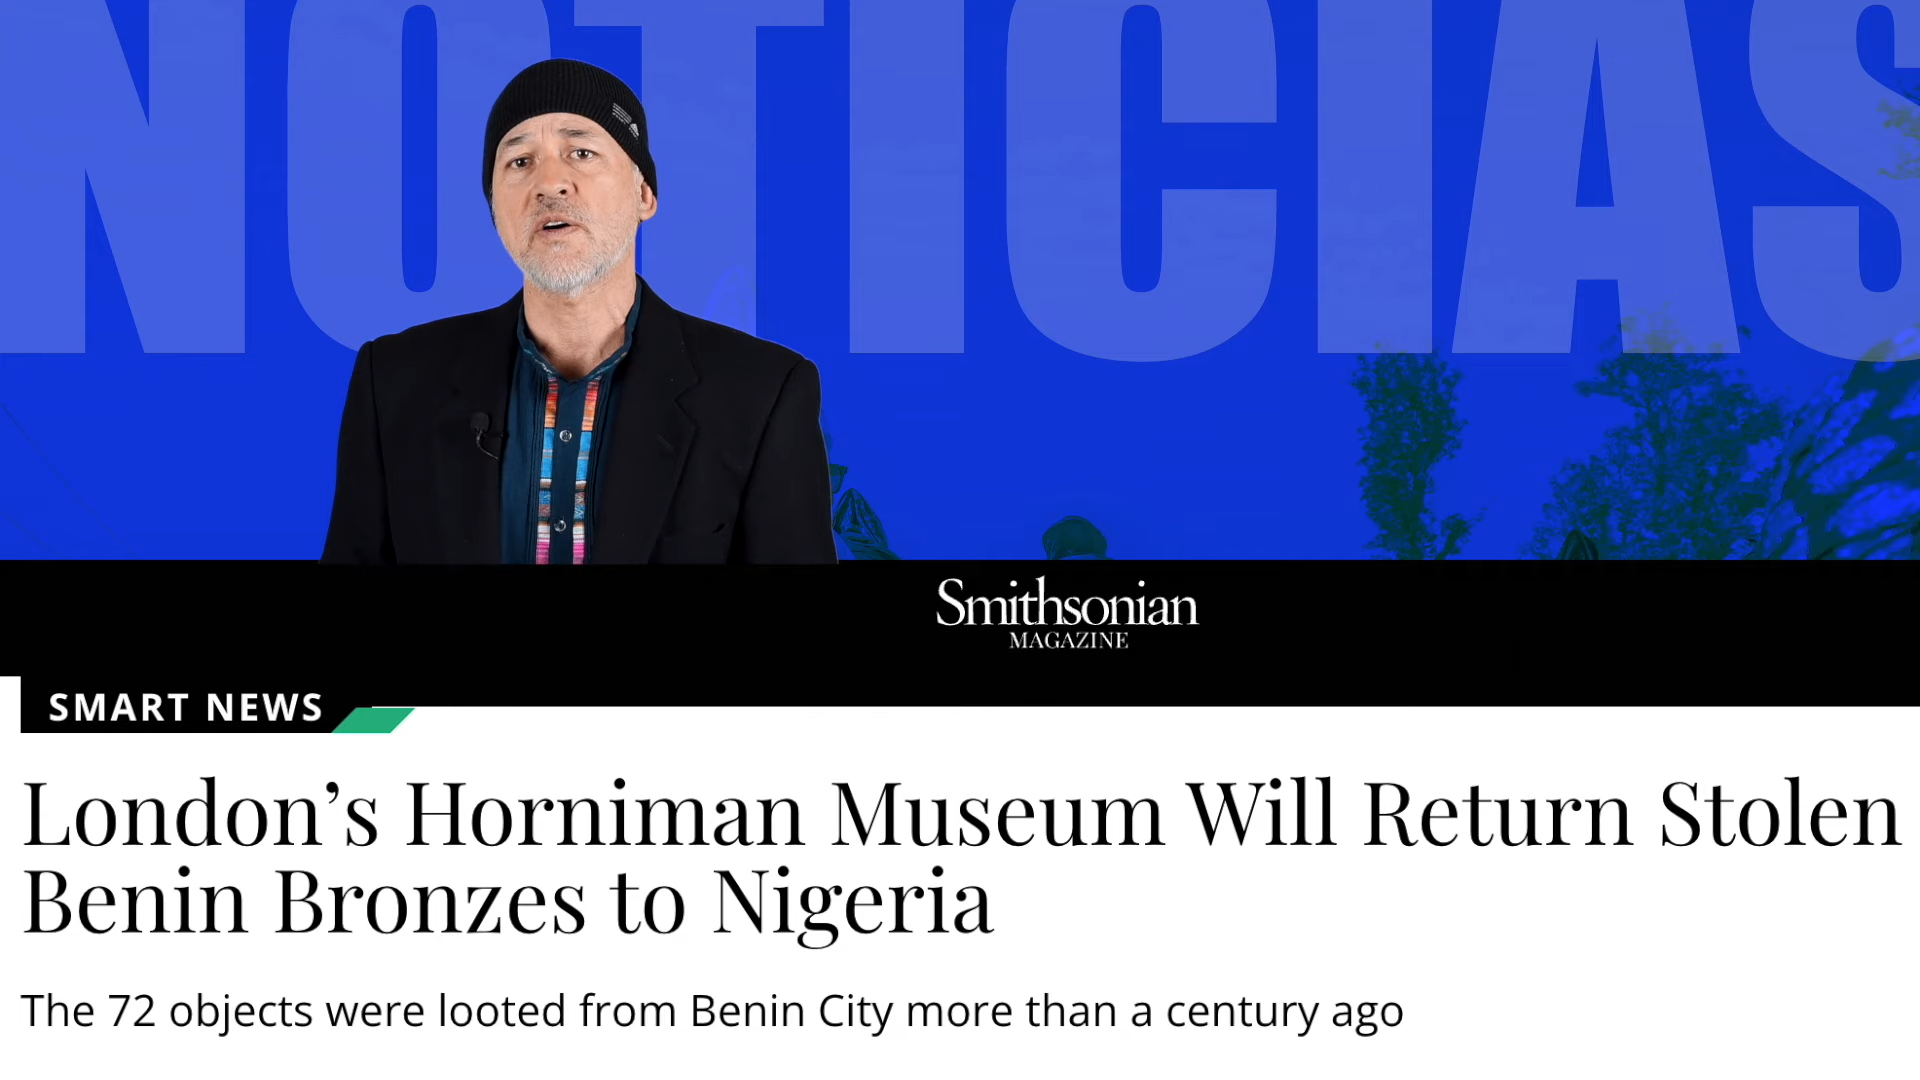 NOTICIAS
Smithsonian
MAGAZINE
SMART NEWS
London’s Horniman Museum Will Return Stolen
Benin Bronzes to Nigeria
The 72 objects were looted from Benin City more than a century ago